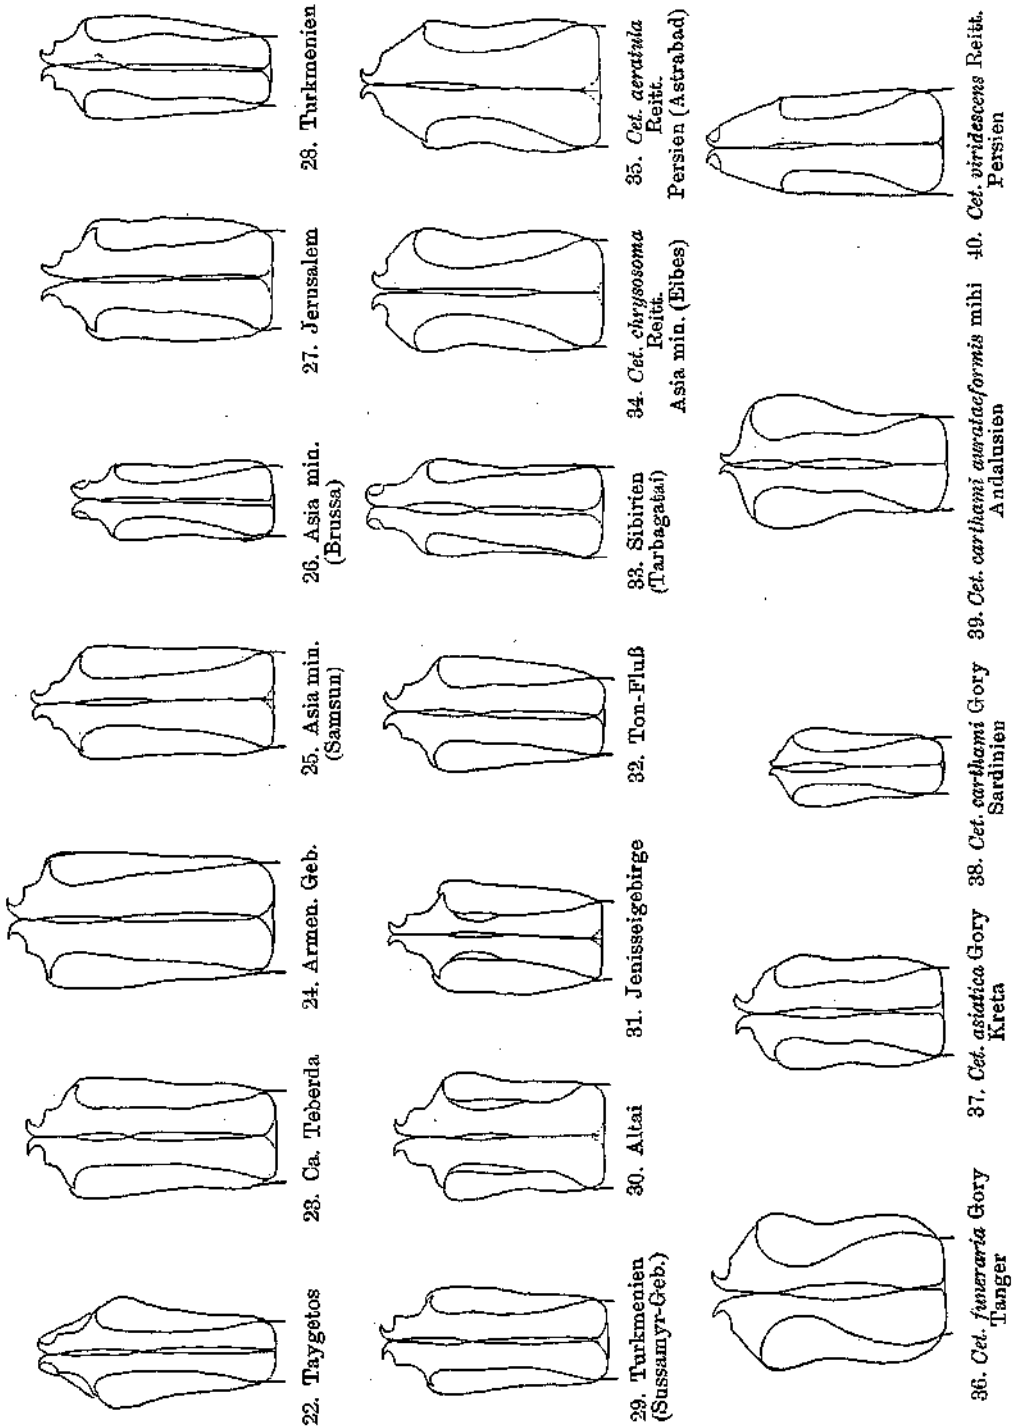 22. Taygetos
23. Ca. Teberda
24. Armen. Geb.
25. Asia min.
(Samsun)
26. Asia min.
(Brussa)
27. Jerusalem
28. Turkmenien
29. Turkmenien
(Sussamyr-Geb.)
30. Altai
31. Jenisseigebirge
32. Ton-Fluß
33. Sibirien
(Tarbagatai)
34. Cet. chrysosoma
Reitt.
Asia min. (Eibes)
35. Cet. aeratula
Reitt.
Persien (Astrabad)
36. Cet. funeraria Gory
Tanger
37. Cet. asiatica Gory
Kreta
38. Cet. carthami Gory
Sardinien
39. Cet. carthami aurataeformis mihi
Andalusien
40. Cet. viridescens Reitt.
Persien